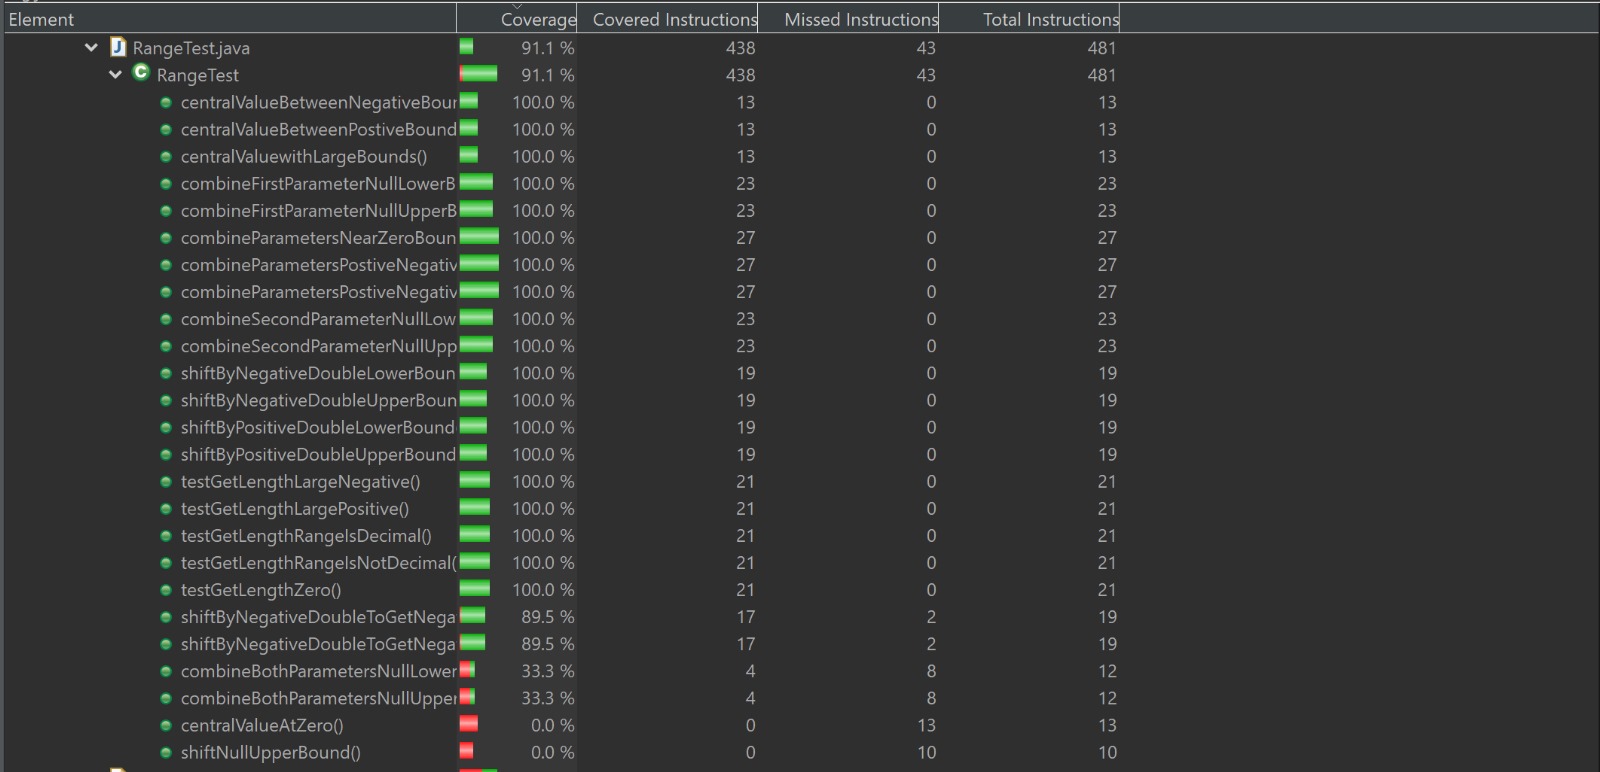 Element Coverage Covered Instructions Missed Instructions Total Instructions
J RangeTest.java 91.1 % 438 43 481
C RangeTest 91.1 % 438 43 481
centralValueBetweenNegativeBour 100.0 % 13 0 13
centralValueBetweenPostiveBound 100.0 % 13 0 13
centralValuewithLargeBounds() 100.0 % 13 0 13
combineFirstParameterNullLowerB 100.0 % 23 0 23
combineFirstParameterNullUpperB 100.0 % 23 0 23
combineParametersNearZeroBoun 100.0 % 27 0 27
combineParametersPostiveNegativ 100.0 % 27 0 27
combineParametersPostiveNegativ 100.0 % 27 0 27
combineSecondParameterNullLow 100.0 % 23 0 23
combineSecondParameterNullUpp 100.0 % 23 0 23
shiftByNegativeDoubleLowerBoun 100.0 % 19 0 19
shiftByNegativeDoubleUpperBoun 100.0 % 19 0 19
shiftByPositiveDoubleLowerBound 100.0 % 19 0 19
shiftByPositiveDoubleUpperBound 100.0 % 19 0 19
testGetLengthLargeNegative() 100.0 % 21 0 21
testGetLengthLargePositive() 100.0 % 21 0 21
testGetLengthRangeIsDecimal() 100.0 % 21 0 21
testGetLengthRangeIsNotDecimal( 100.0 % 21 0 21
testGetLengthZero() 100.0 % 21 0 21
shiftByNegativeDoubleToGetNega 89.5 % 17 2 19
shiftByNegativeDoubleToGetNega 89.5 % 17 2 19
combineBothParametersNullLower 33.3 % 4 8 12
combineBothParametersNullUpper 33.3 % 4 8 12
centralValueAtZero() 0.0 % 0 13 13
shiftNullUpperBound() 0.0 % 0 10 10